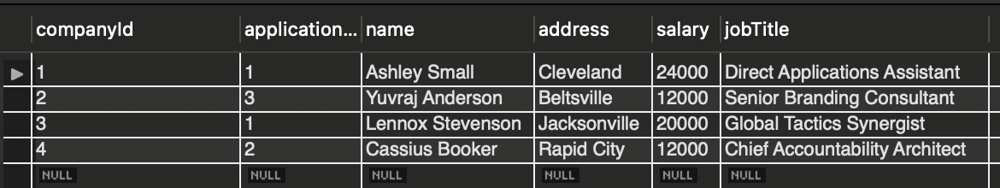 companyId application... name address salary jobTitle
1 1 Ashley Small Cleveland 24000 Direct Applications Assistant
2 3 Yuvraj Anderson Beltsville 12000 Senior Branding Consultant
3 1 Lennox Stevenson Jacksonville 20000 Global Tactics Synergist
4 2 Cassius Booker Rapid City 12000 Chief Accountability Architect
NULL NULL NULL NULL NULL NULL